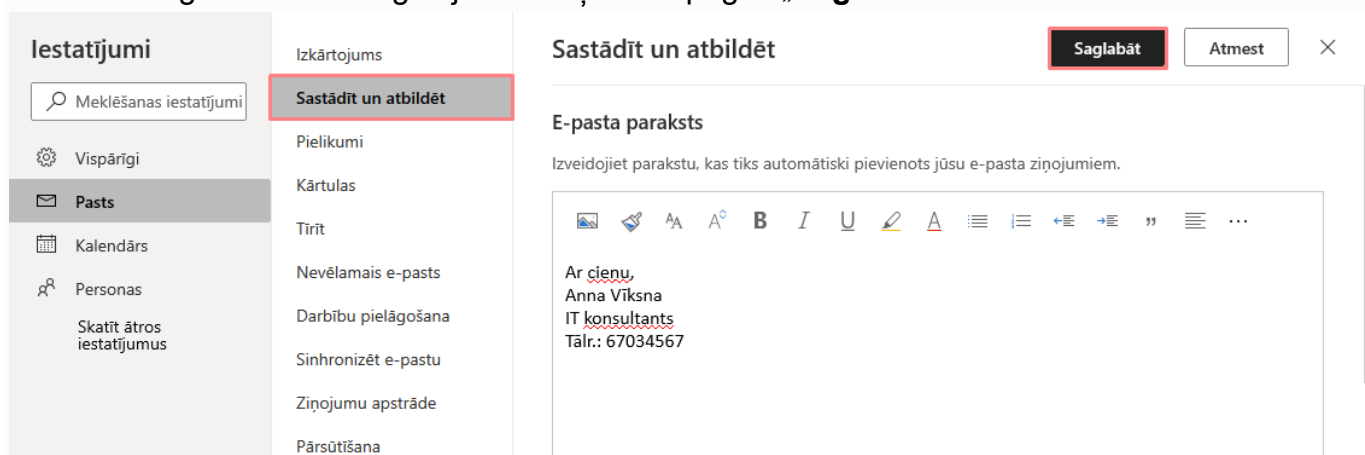 Iestatījumi
Meklēšanas iestatījumi
Vispārīgi
Pasts
Kalendārs
Personas
Skatīt ātros
iestatījumus
Izkārtojums
Sastādīt un atbildēt
Pielikumi
Kārtulas
Tīrīt
Nevēlamais e-pasts
Darbību pielāgošana
Sinhronizēt e-pastu
Ziņojumu apstrāde
Pārsūtīšana
Sastādīt un atbildēt
Saglabāt
Atmest
E-pasta paraksts
Izveidojiet parakstu, kas tiks automātiski pievienots jūsu e-pasta ziņojumiem.
Ar cienu,
Anna Vīksna
IT konsultants
Tālr.: 67034567